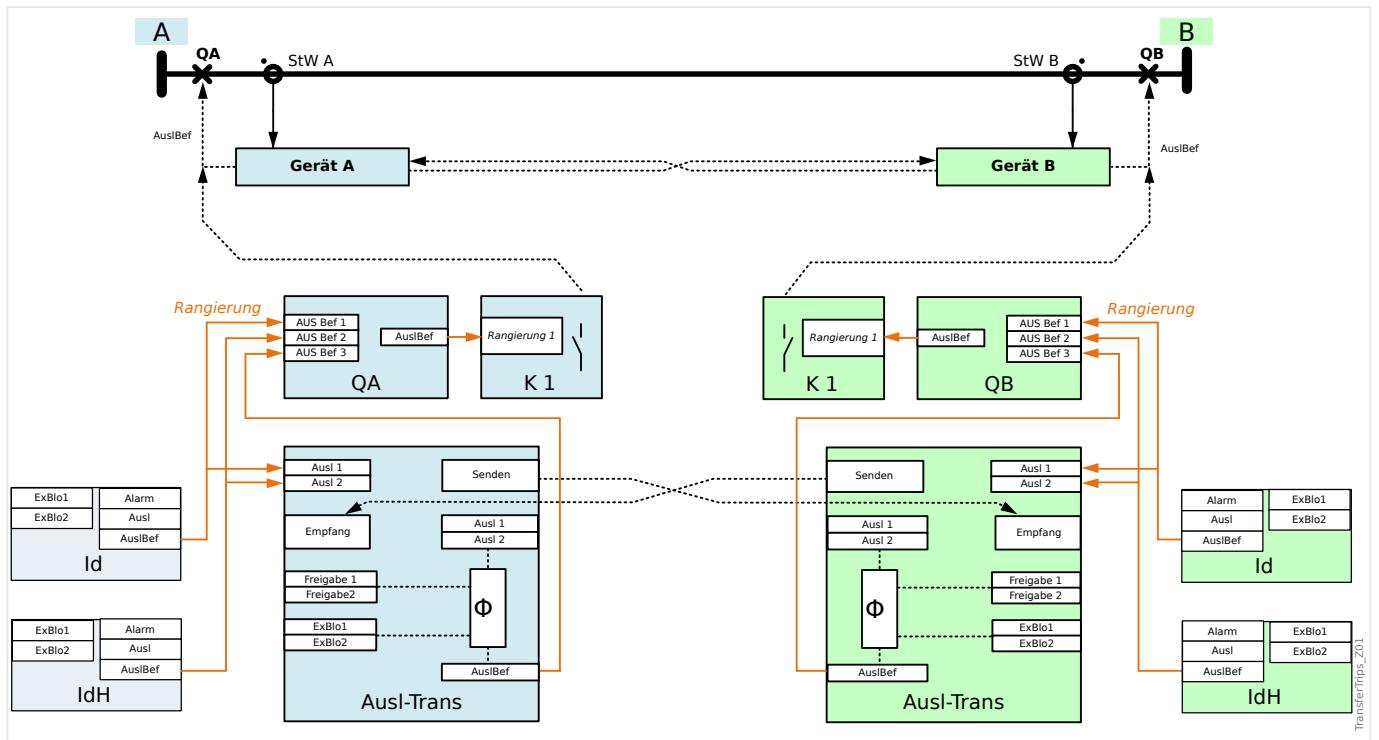 A
B
QA
StW A
StW B
QB
AuslBef
AuslBef
Gerät A
Gerät B
Rangierung
AUS Bef 1
AUS Bef 2
AUS Bef 3
AuslBef
QA
Rangierung 1
K 1
Rangierung 1
K 1
AuslBef
AUS Bef 1
AUS Bef 2
AUS Bef 3
QB
Rangierung
ExBlo1
ExBlo2
Alarm
Ausl
AuslBef
Id
ExBlo1
ExBlo2
Alarm
Ausl
AuslBef
IdH
Ausl 1
Ausl 2
Senden
Empfang
Ausl 1
Ausl 2
Freigabe 1
Freigabe2
Φ
ExBlo1
ExBlo2
AuslBef
Ausl-Trans
Senden
Ausl 1
Ausl 2
Ausl 1
Ausl 2
Empfang
Φ
Freigabe 1
Freigabe 2
ExBlo1
ExBlo2
AuslBef
Ausl-Trans
Alarm
Ausl
AuslBef
ExBlo1
ExBlo2
Id
Alarm
Ausl
AuslBef
ExBlo1
ExBlo2
IdH
TransferTrips_Z01